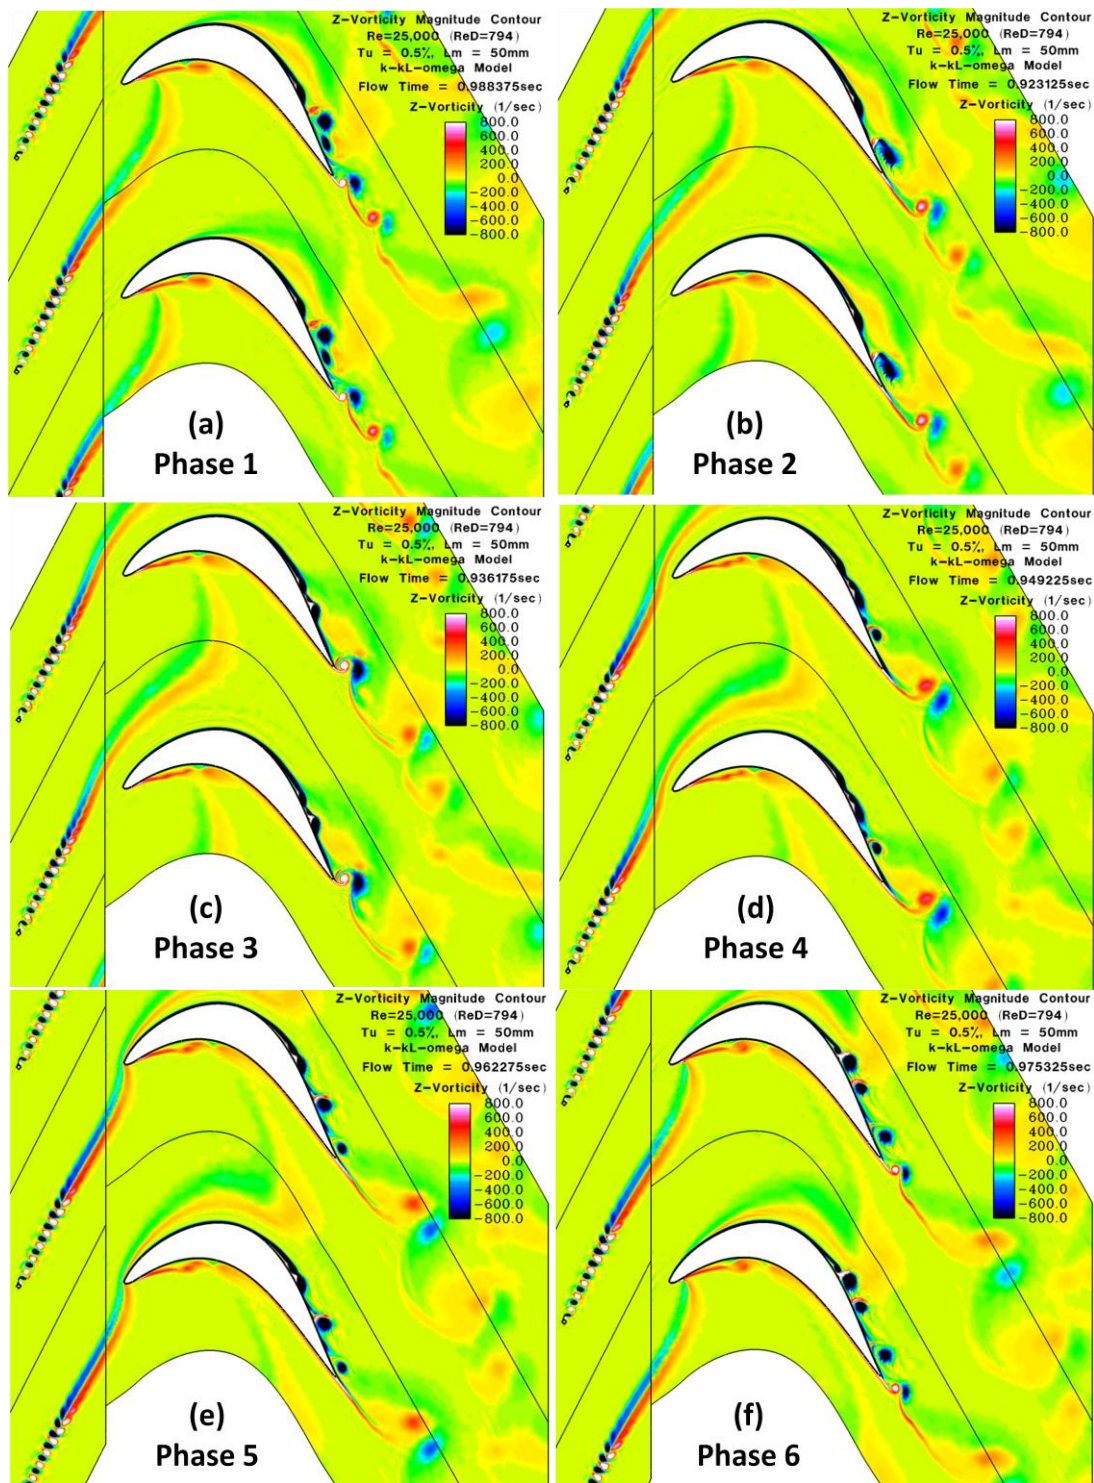 Z-Vorticity Magnitude Contour
Re=25,000 (ReD=794)
Tu = 0.5%, Lm = 50mm
k-kL-omega Model
Flow Time = 0.988375sec
Z-Vorticity (1/sec)
800.0
600.0
400.0
200.0
0.0
-200.0
-400.0
-600.0
-800.0
(a)
Phase 1
Z-Vorticity Magnitude Contour
Re=25,000 (ReD=794)
Tu = 0.5%, Lm = 50mm
k-kL-omega Model
Flow Time = 0.923125sec
Z-Vorticity (1/sec)
800.0
600.0
400.0
200.0
0.0
-200.0
-400.0
-600.0
-800.0
(b)
Phase 2
Z-Vorticity Magnitude Contour
Re=25,000 (ReD=794)
Tu = 0.5%, Lm = 50mm
k-kL-omega Model
Flow Time = 0.936175sec
Z-Vorticity (1/sec)
800.0
600.0
400.0
200.0
0.0
-200.0
-400.0
-600.0
-800.0
(c)
Phase 3
Z-Vorticity Magnitude Contour
Re=25,000 (ReD=794)
Tu = 0.5%, Lm = 50mm
k-kL-omega Model
Flow Time = 0.949225sec
Z-Vorticity (1/sec)
800.0
600.0
400.0
200.0
0.0
-200.0
-400.0
-600.0
-800.0
(d)
Phase 4
Z-Vorticity Magnitude Contour
Re=25,000 (ReD=794)
Tu = 0.5%, Lm = 50mm
k-kL-omega Model
Flow Time = 0.962275sec
Z-Vorticity (1/sec)
800.0
600.0
400.0
200.0
0.0
-200.0
-400.0
-600.0
-800.0
(e)
Phase 5
Z-Vorticity Magnitude Contour
Re=25,000 (ReD=794)
Tu = 0.5%, Lm = 50mm
k-kL-omega Model
Flow Time = 0.975325sec
Z-Vorticity (1/sec)
800.0
600.0
400.0
200.0
0.0
-200.0
-400.0
-600.0
-800.0
(f)
Phase 6